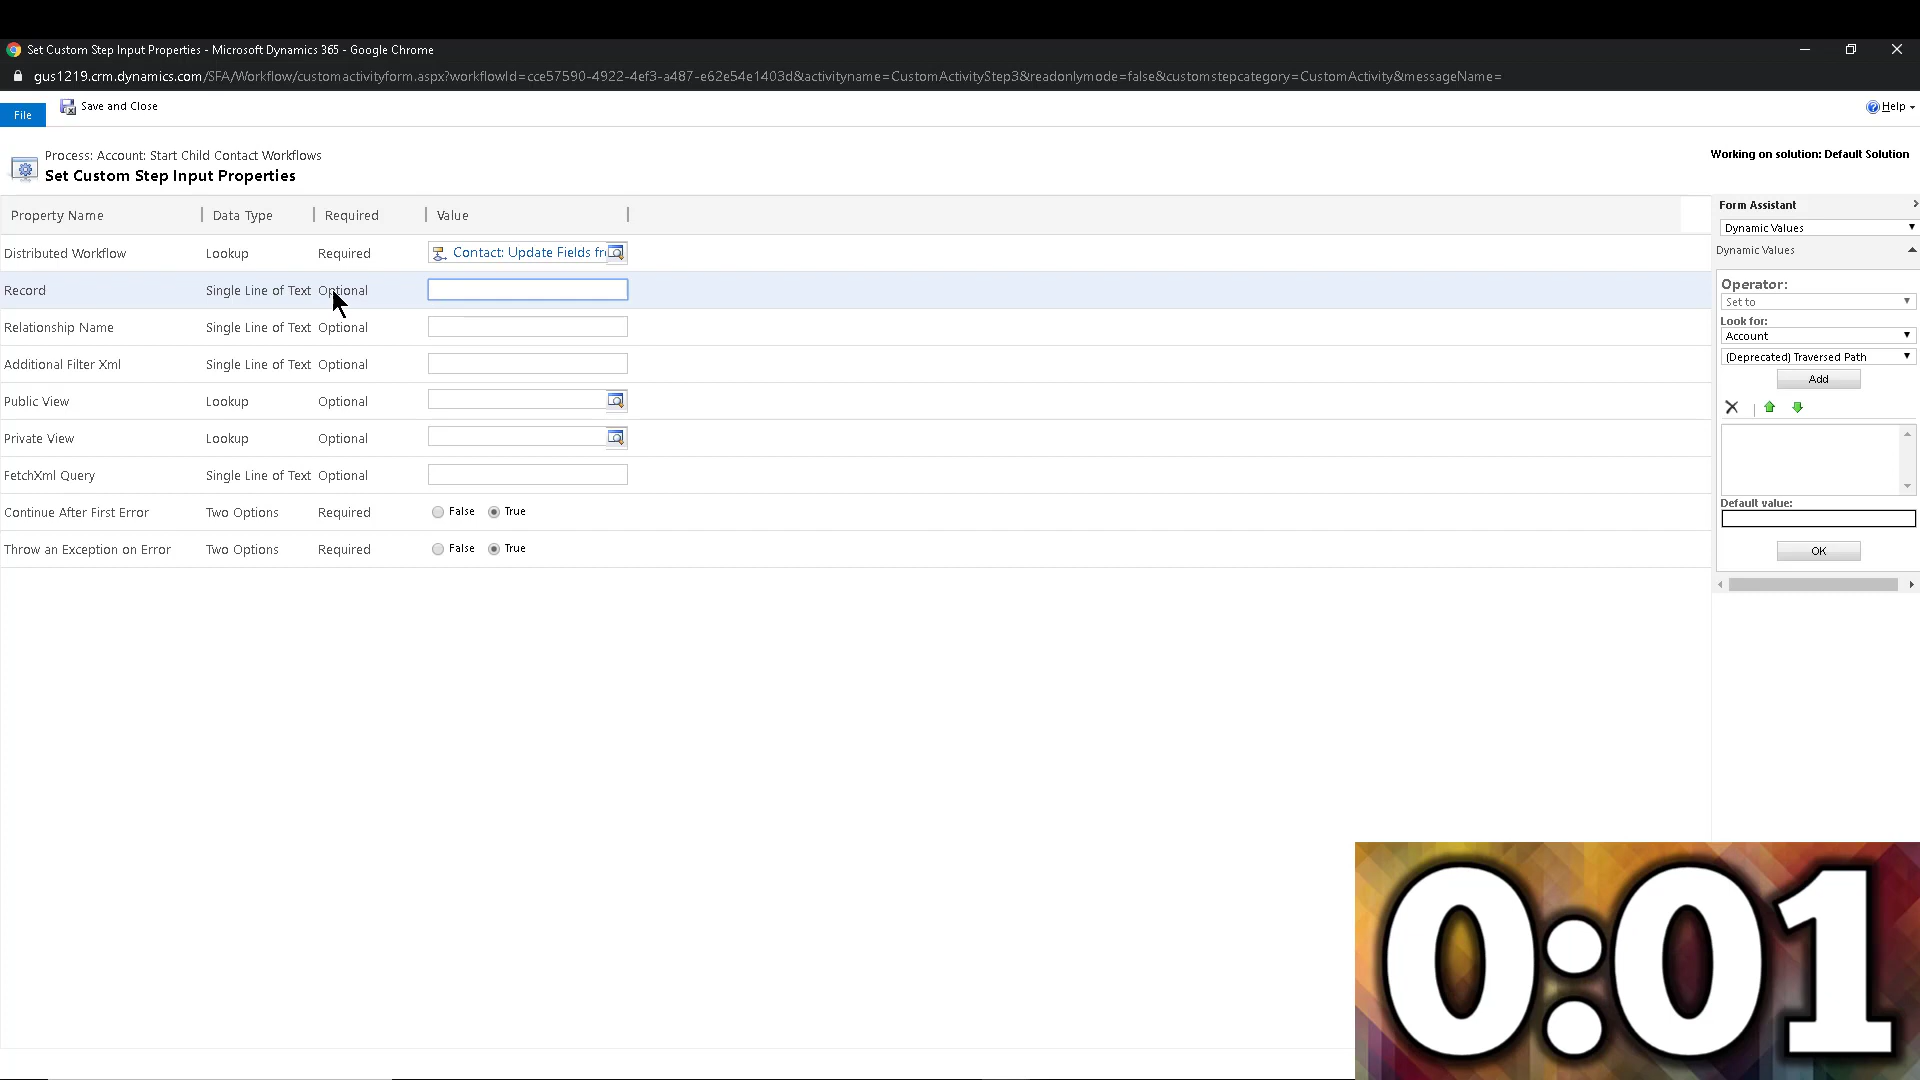 Set Custom Step Input Properties - Microsoft Dynamics 365 - Google Chrome
gus1219.crm.dynamics.com/SFA/Workflow/customactivityform.aspx?workflowId=cce57590-4922-4ef3-a487-e62e54e1403d&activityname=CustomActivityStep3&readonlymode=false&customstepcategory=CustomActivity&messageName=
File
Save and Close
Help
Process: Account: Start Child Contact Workflows
Set Custom Step Input Properties
Working on solution: Default Solution
Property Name Data Type Required Value
Distributed Workflow Lookup Required Contact: Update Fields fr
Record Single Line of Text Optional
Relationship Name Single Line of Text Optional
Additional Filter Xml Single Line of Text Optional
Public View Lookup Optional
Private View Lookup Optional
FetchXml Query Single Line of Text Optional
Continue After First Error Two Options Required False True
Throw an Exception on Error Two Options Required False True
Form Assistant
Dynamic Values
Dynamic Values
Operator:
Set to
Look for:
Account
(Deprecated) Traversed Path
Add
Default value:
OK
0:01